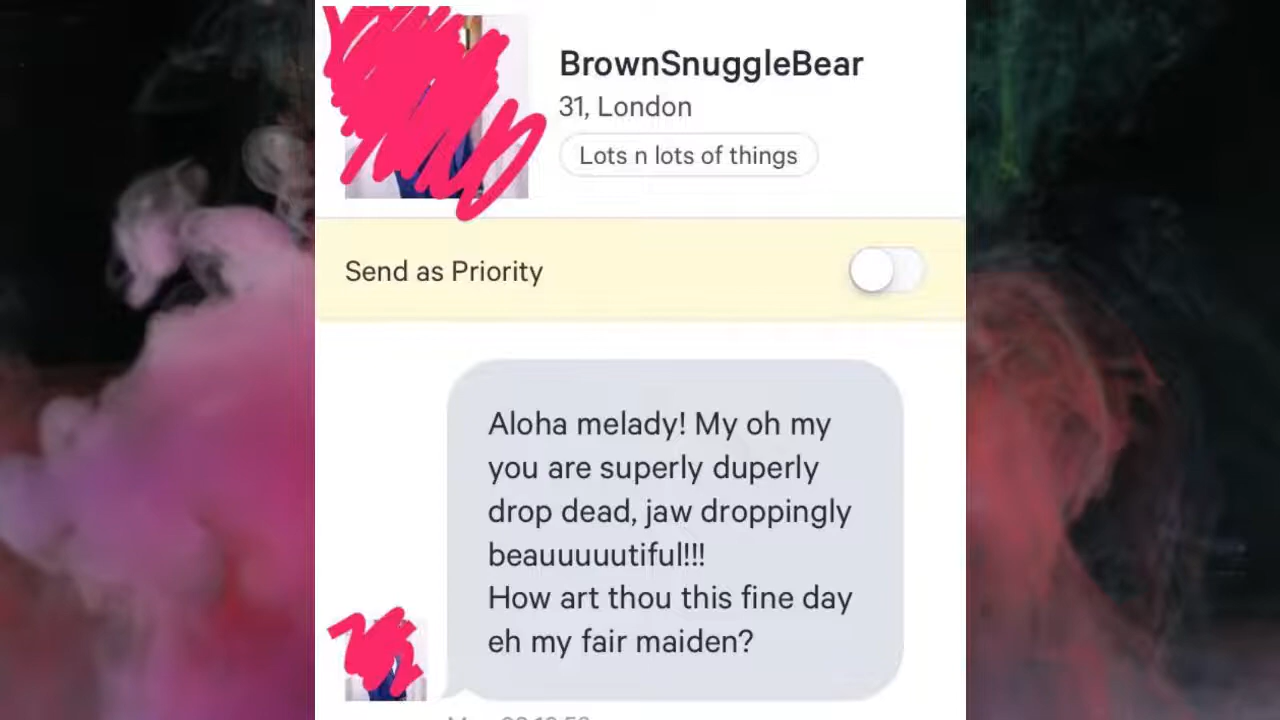 BrownSnuggleBear
31, London
Lots n lots of things
Send as Priority
Aloha melady! My oh my
you are superly duperly
drop dead, jaw droppingly
beauuuuutiful!!!
How art thou this fine day
eh my fair maiden?